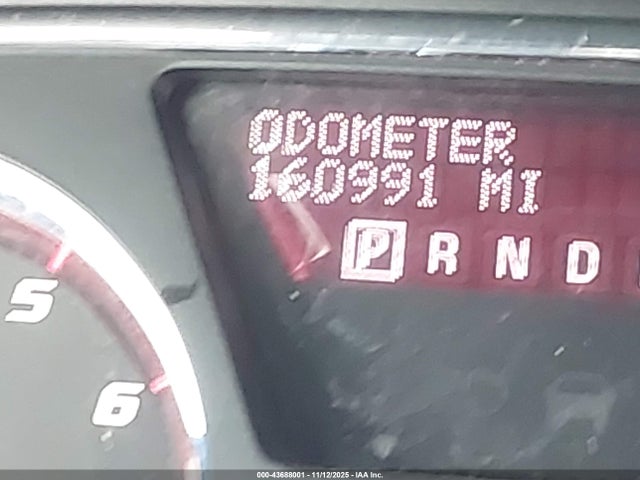 ODOMETER
160991 MI
P R N D
5
6
000-43688001 - 11/12/2025 - IAA Inc.